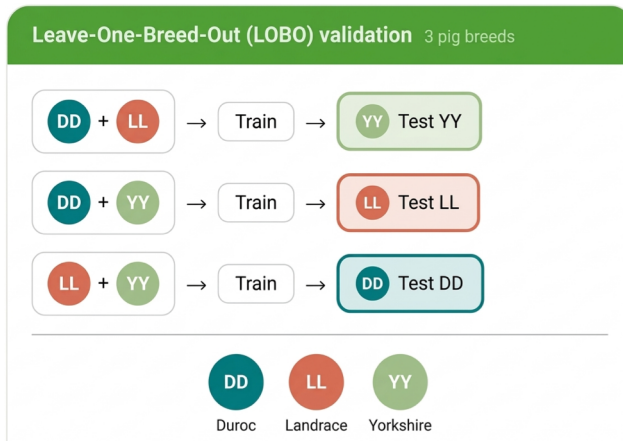 Leave-One-Breed-Out (LOBO) validation 3 pig breeds
DD + LL → Train → YY Test YY
DD + YY → Train → LL Test LL
LL + YY → Train → DD Test DD
DD LL YY
Duroc Landrace Yorkshire